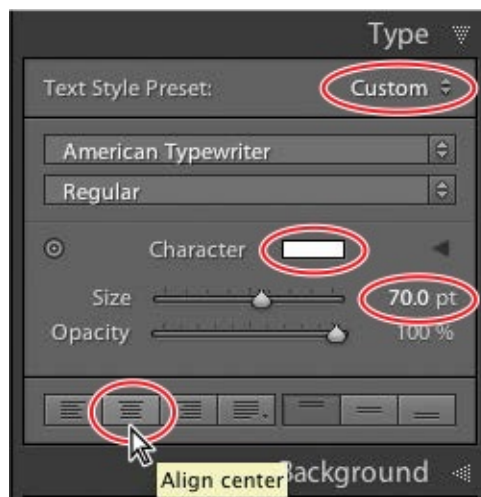 Type
Text Style Preset: Custom
American Typewriter
Regular
Character
Size 70.0 pt
Opacity 100 %
Align center
Background